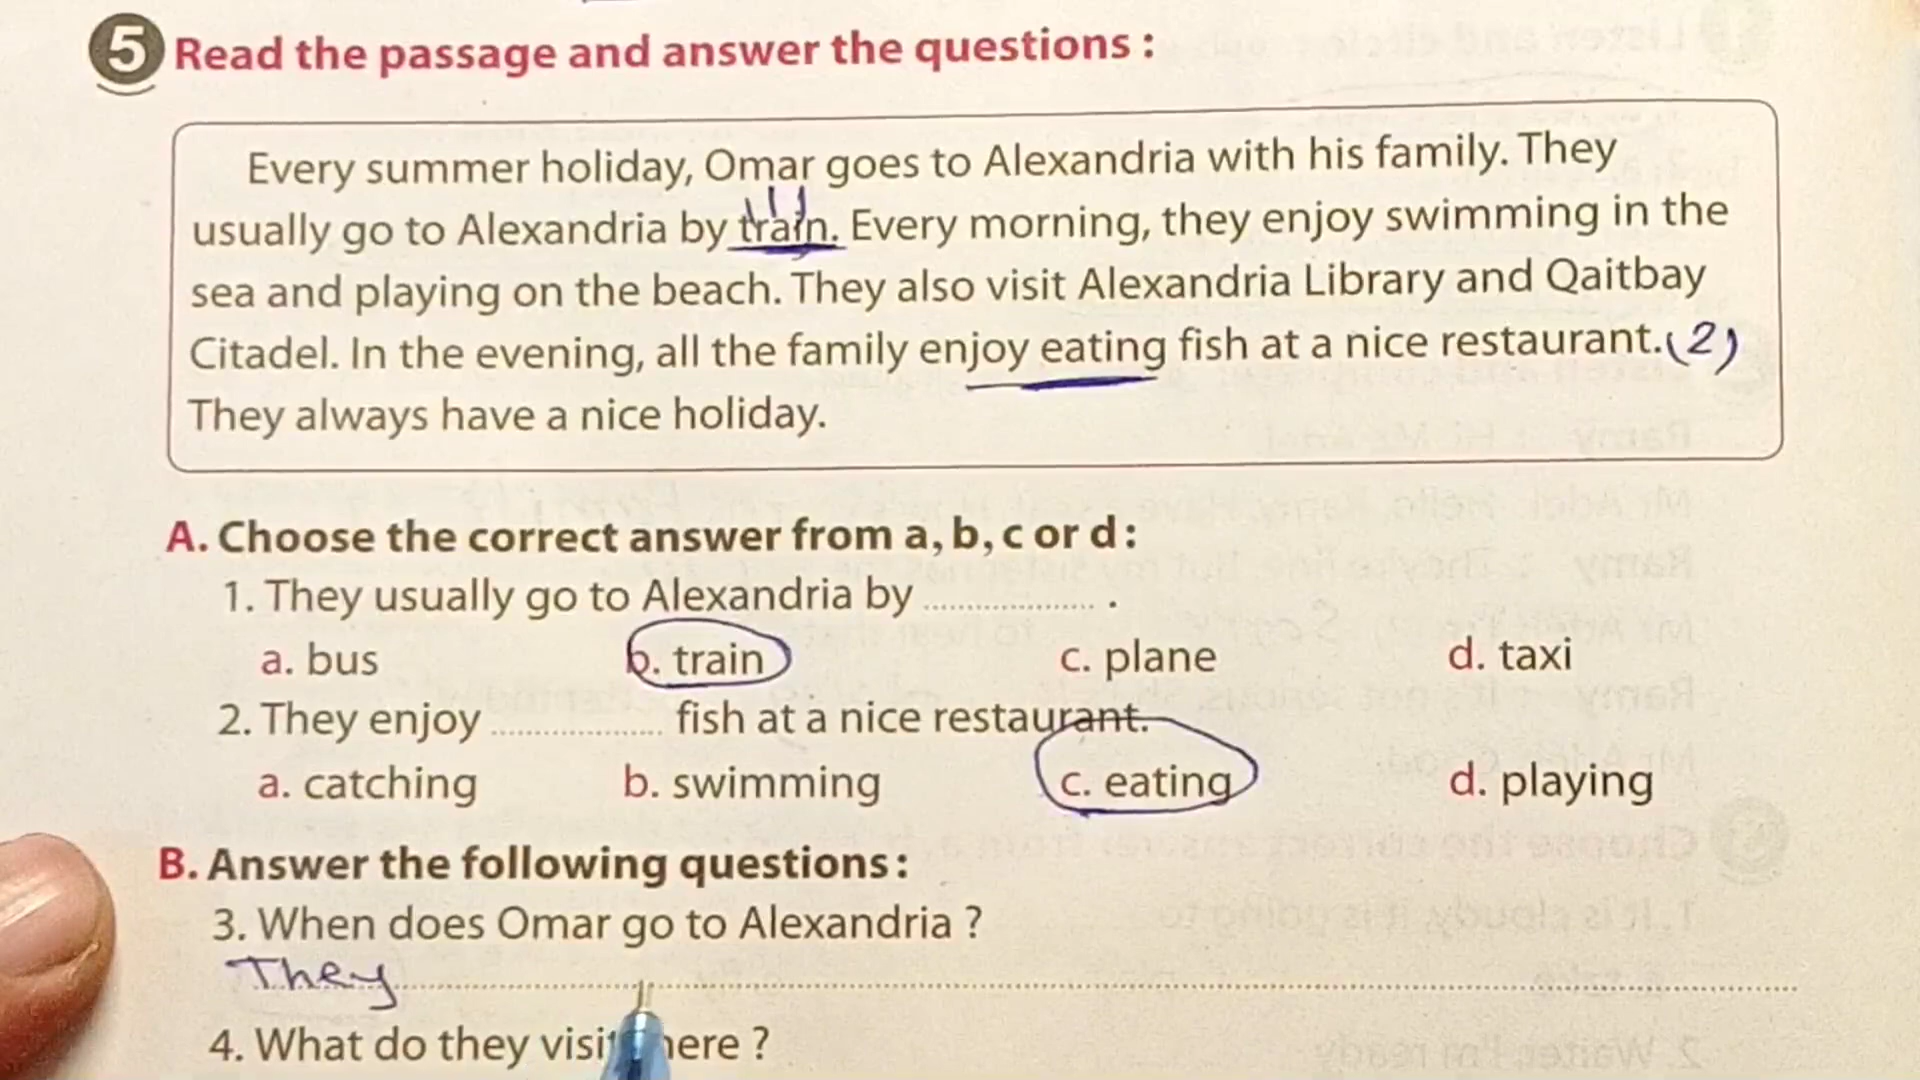 5 Read the passage and answer the questions :
Every summer holiday, Omar goes to Alexandria with his family. They
usually go to Alexandria by train. Every morning, they enjoy swimming in the
sea and playing on the beach. They also visit Alexandria Library and Qaitbay
Citadel. In the evening, all the family enjoy eating fish at a nice restaurant. (2)
They always have a nice holiday.
A. Choose the correct answer from a, b, c or d :
1. They usually go to Alexandria by .................. .
a. bus b. train c. plane d. taxi
2. They enjoy .................. fish at a nice restaurant.
a. catching b. swimming c. eating d. playing
B. Answer the following questions :
3. When does Omar go to Alexandria ?
They
4. What do they visit here ?